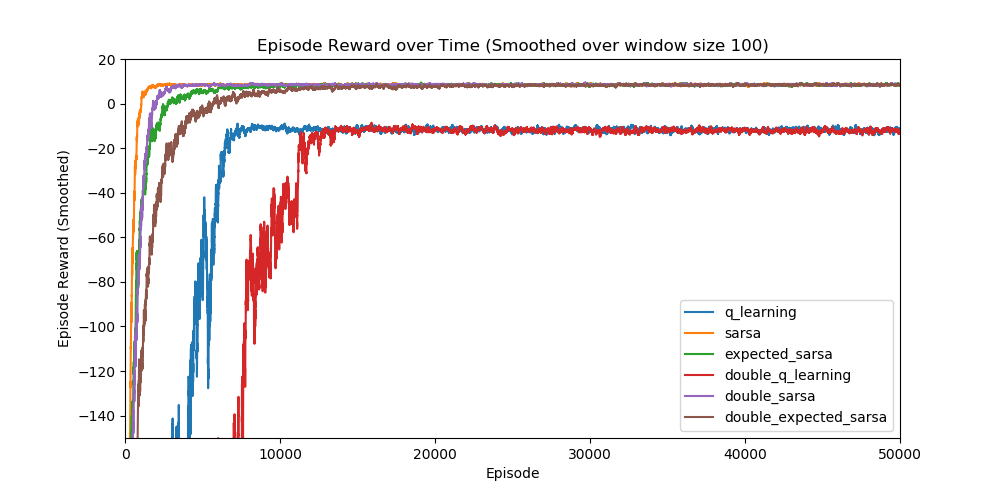 Episode Reward over Time (Smoothed over window size 100)
Episode Reward (Smoothed)
20
0
−20
−40
−60
−80
−100
−120
−140
q_learning
sarsa
expected_sarsa
double_q_learning
double_sarsa
double_expected_sarsa
0 10000 20000 30000 40000 50000
Episode